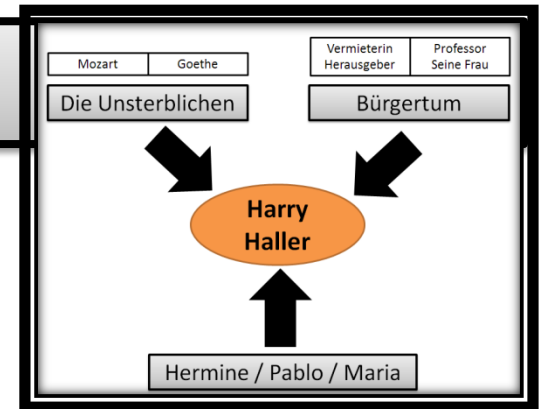 Mozart
Goethe
Die Unsterblichen
Vermieterin
Herausgeber
Professor
Seine Frau
Bürgertum
Harry
Haller
Hermine / Pablo / Maria